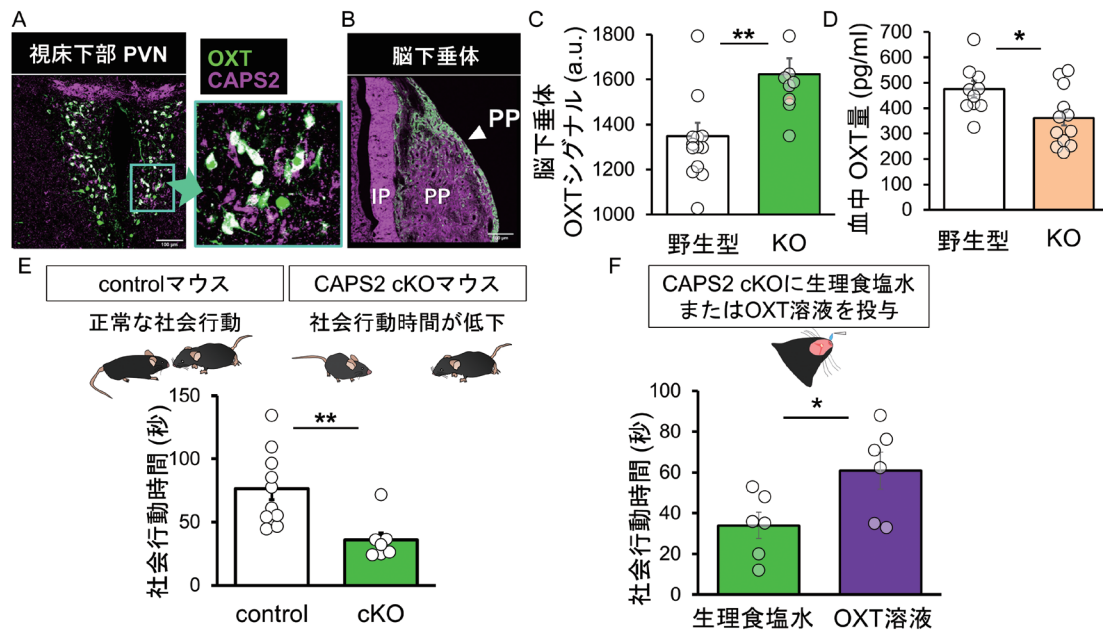 A
視床下部 PVN
OXT
CAPS2
100 μm
B
脳下垂体
PP
IP
PP
C
脳下垂体
OXTシグナル (a.u.)
1800
1600
1400
1200
1000
**
野生型
KO
D
血中 OXT量 (pg/ml)
700
600
500
400
300
200
100
0
*
野生型
KO
E
controlマウス
CAPS2 cKOマウス
正常な社会行動
社会行動時間が低下
社会行動時間 (秒)
150
100
50
0
**
control
cKO
F
CAPS2 cKOに生理食塩水
またはOXT溶液を投与
社会行動時間 (秒)
100
80
60
40
20
0
*
生理食塩水
OXT溶液